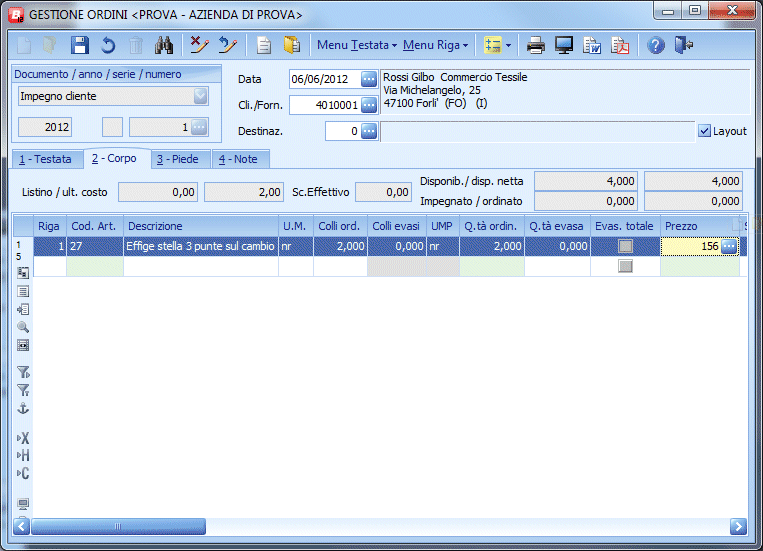 GESTIONE ORDINI <PROVA - AZIENDA DI PROVA>
Menu Testata Menu Riga
Documento / anno / serie / numero
Impegno cliente
2012 1
Data 06/06/2012
Cli./Forn. 4010001
Destinaz. 0
Rossi Gilbo Commercio Tessile
Via Michelangelo, 25
47100 Forli' (FO) (I)
Layout
1 - Testata 2 - Corpo 3 - Piede 4 - Note
Listino / ult. costo 0,00 2,00 Sc.Effettivo 0,00
Disponib./ disp. netta 4,000 4,000
Impegnato / ordinato 0,000 0,000
Riga Cod. Art. Descrizione U.M. Colli ord. Colli evasi UMP Q.tà ordin. Q.tà evasa Evas. totale Prezzo S
1 27 Effige stella 3 punte sul cambio nr 2,000 0,000 nr 2,000 0,000 156
1
5
X
H
C